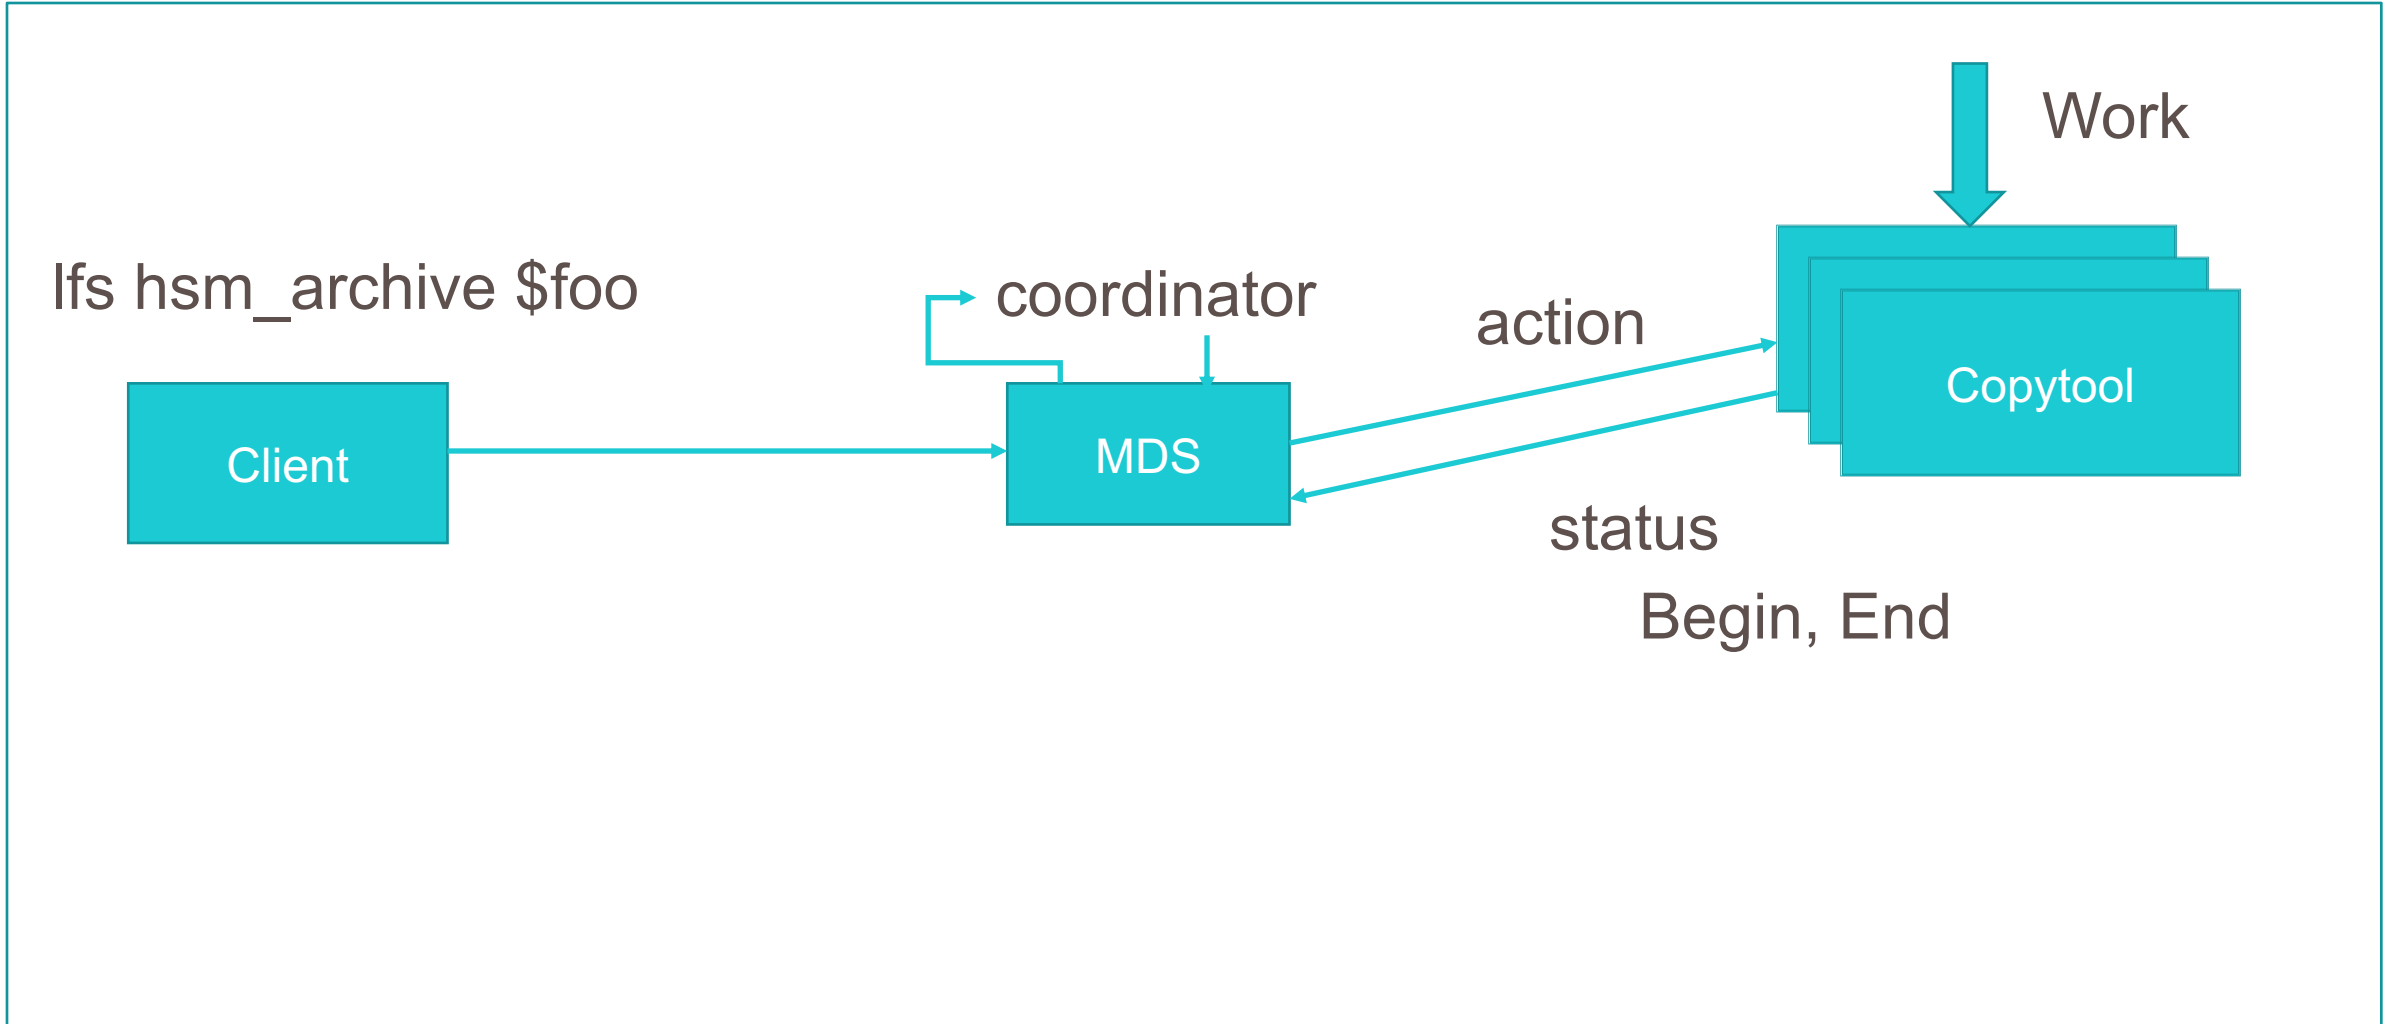 Work
lfs hsm_archive $foo
coordinator
action
Copytool
Client
MDS
status
Begin, End